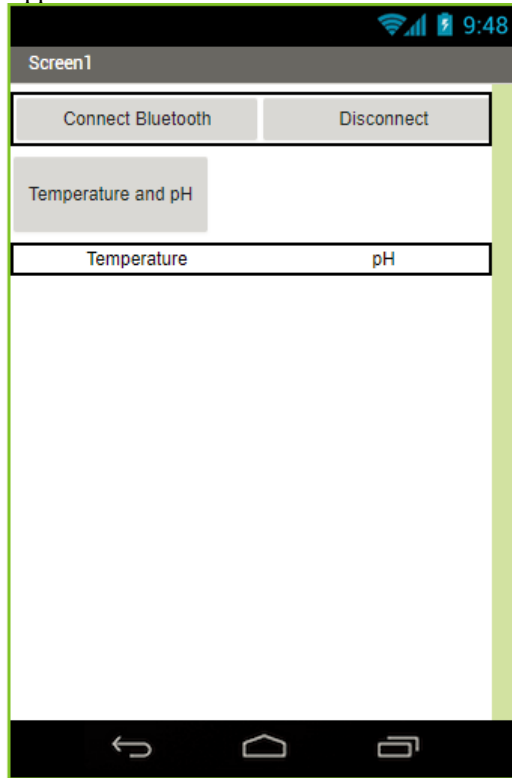 9:48
Screen1
Connect Bluetooth Disconnect
Temperature and pH
Temperature pH